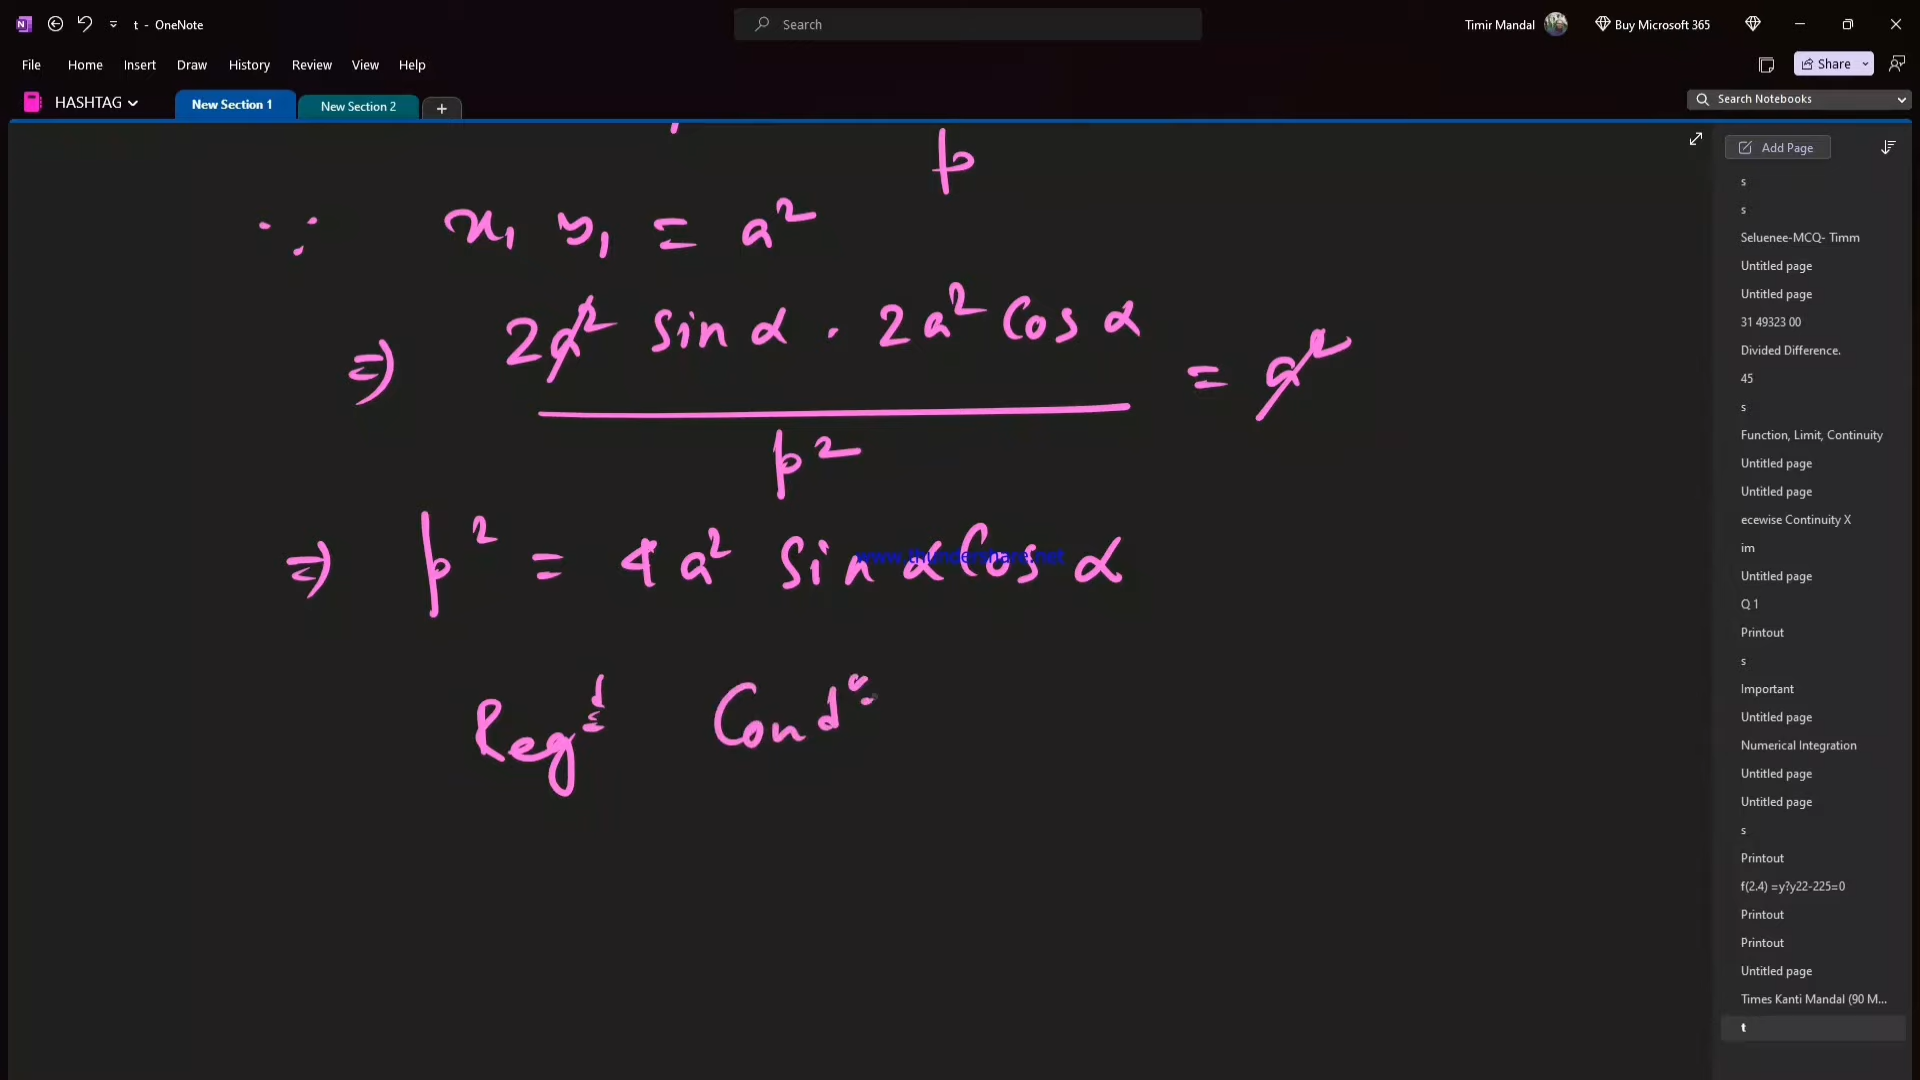 t - OneNote
Search
Timir Mandal
Buy Microsoft 365
File Home Insert Draw History Review View Help
Share
HASHTAG
New Section 1
New Section 2
+
Search Notebooks
Add Page
p
∵ x₁ y₁ = a²
⇒ 2a² Sin α . 2a² Cos α = a²
p²
⇒ p² = 4a² Sin α Cos α
www.thundershare.net
Reqᵈ Condⁿ
s
s
Seluenee-MCQ- Timm
Untitled page
Untitled page
31 49323 00
Divided Difference.
45
s
Function, Limit, Continuity
Untitled page
Untitled page
ecewise Continuity X
im
Untitled page
Q 1
Printout
s
Important
Untitled page
Numerical Integration
Untitled page
Untitled page
s
Printout
f(2.4) =y?y22-225=0
Printout
Printout
Untitled page
Times Kanti Mandal (90 M...
t